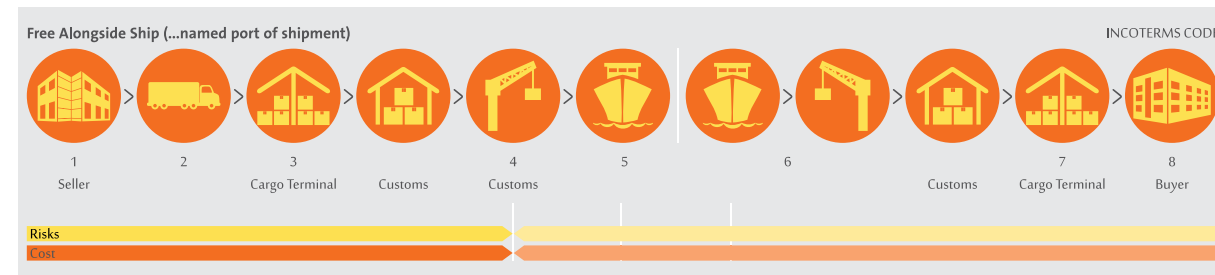 Free Alongside Ship (...named port of shipment)
INCOTERMS CODE
1 2 3 4 5 6 7 8
Seller Cargo Terminal Customs Customs Customs Cargo Terminal Buyer
Risks
Cost